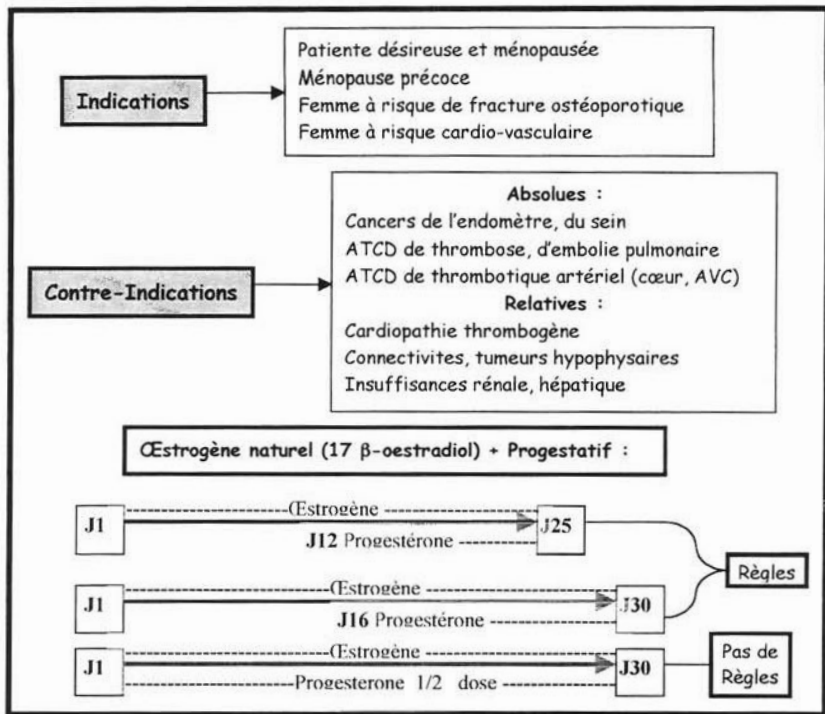 Indications
Patiente désireuse et ménopausée
Ménopause précoce
Femme à risque de fracture ostéoporotique
Femme à risque cardio-vasculaire
Contre-Indications
Absolues :
Cancers de l'endomètre, du sein
ATCD de thrombose, d'embolie pulmonaire
ATCD de thrombotique artériel (cœur, AVC)
Relatives :
Cardiopathie thrombogène
Connectivites, tumeurs hypophysaires
Insuffisances rénale, hépatique
Œstrogène naturel (17 β-oestradiol) + Progestatif :
J1 Œstrogène J25
J12 Progestérone
Règles
J1 Œstrogène J30
J16 Progestérone
J1 Œstrogène J30
Progesterone 1/2 dose
Pas de
Règles